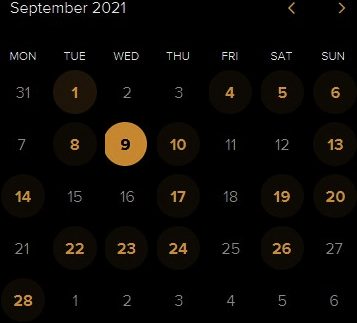 September 2021
MON TUE WED THU FRI SAT SUN
31 1 2 3 4 5 6
7 8 9 10 11 12 13
14 15 16 17 18 19 20
21 22 23 24 25 26 27
28 1 2 3 4 5 6